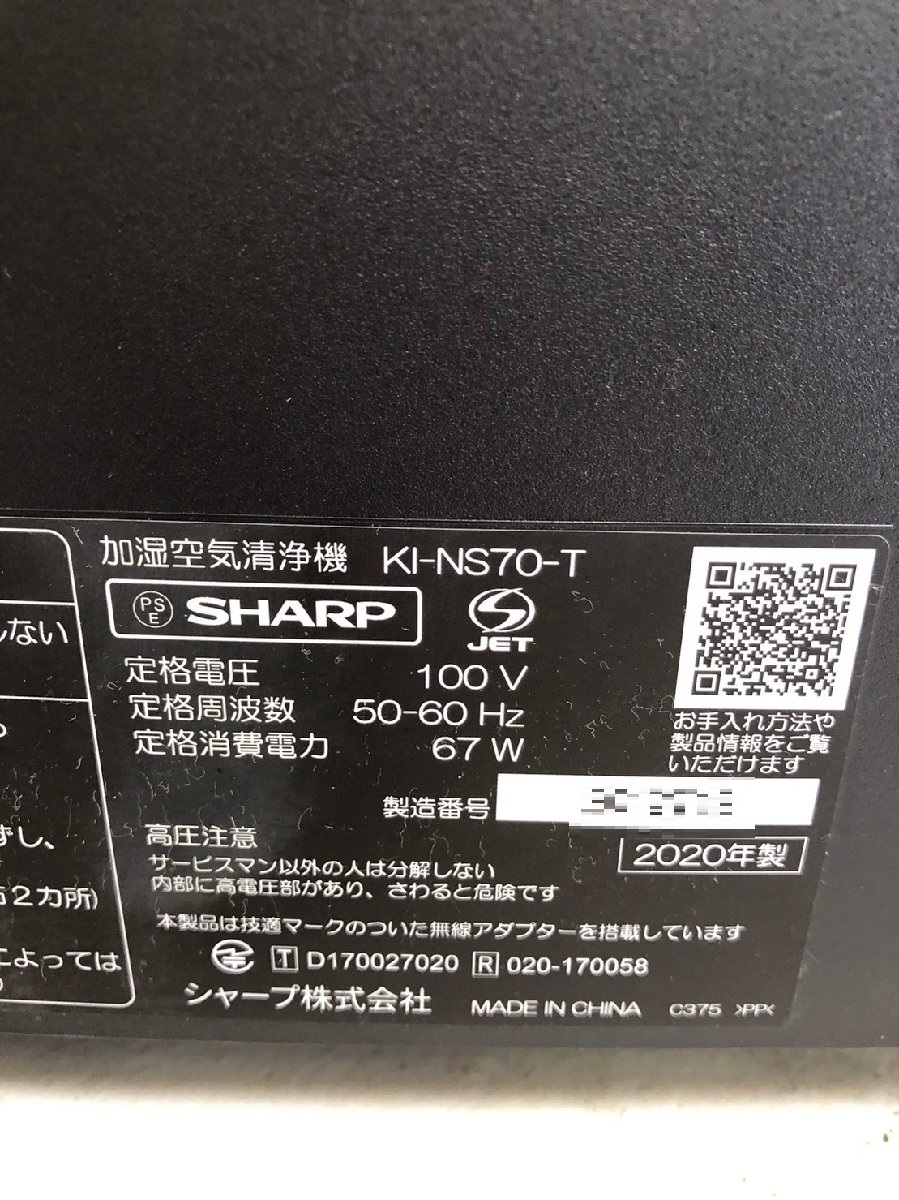 加湿空気清浄機 KI-NS70-T
PS E SHARP JET
定格電圧 100 V
定格周波数 50-60 Hz
定格消費電力 67 W
お手入れ方法や
製品情報をご覧
いただけます
製造番号
2020年製
高圧注意
サービスマン以外の人は分解しない
内部に高電圧部があり、さわると危険です
本製品は技適マークのついた無線アダプターを搭載しています
T D170027020 R 020-170058
シャープ株式会社 MADE IN CHINA C375 >PP<
しない
ずし、
2カ所)
よっては